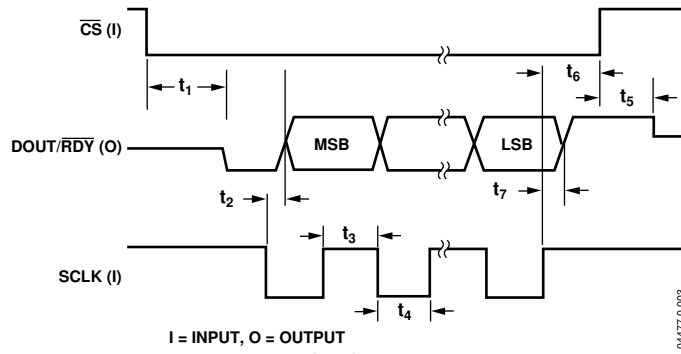 CS (I)
t1
t6
t5
DOUT/RDY (O)
MSB
LSB
t2
t7
t3
SCLK (I)
t4
I = INPUT, O = OUTPUT
04477-0-003